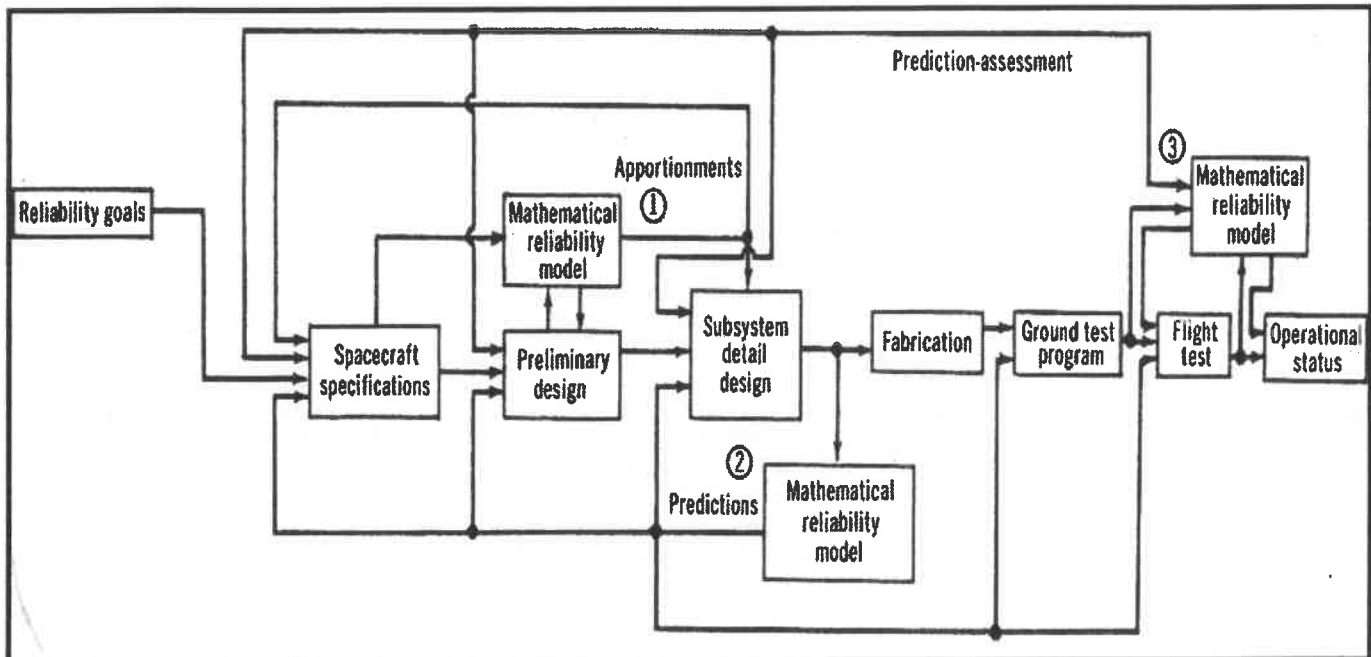 Prediction-assessment
Apportionments
①
③
Reliability goals
Mathematical
reliability
model
Mathematical
reliability
model
Spacecraft
specifications
Preliminary
design
Subsystem
detail
design
Fabrication
Ground test
program
Flight
test
Operational
status
②
Predictions
Mathematical
reliability
model